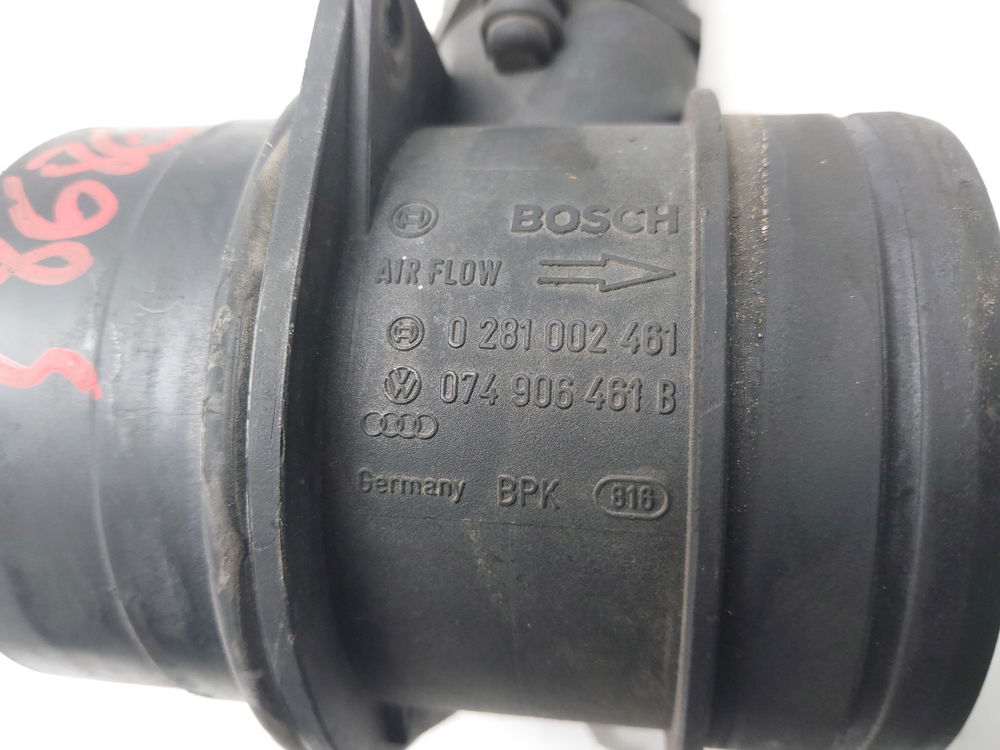 BOSCH
AIR FLOW
0 281 002 461
074 906 461 B
Germany BPK 816